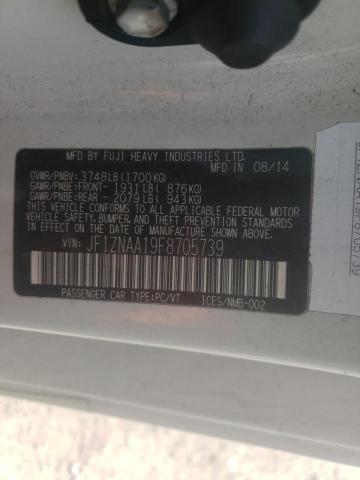 MFD. BY FUJI HEAVY INDUSTRIES LTD.
08/14
GVWR/PNBV: 3748LB(1700KG)
GAWR/PNBE:FRONT- 1931LB( 876KG)
GAWR/PNBE:REAR - 2079LB( 943KG)
THIS VEHICLE CONFORMS TO ALL APPLICABLE FEDERAL MOTOR
VEHICLE SAFETY, BUMPER, AND THEFT PREVENTION STANDARDS
IN EFFECT ON THE DATE OF MANUFACTURE SHOWN ABOVE.
VIN: JF1ZNAA19F8705739
PASSENGER CAR TYPE:PC/VT ICES/NMB-002